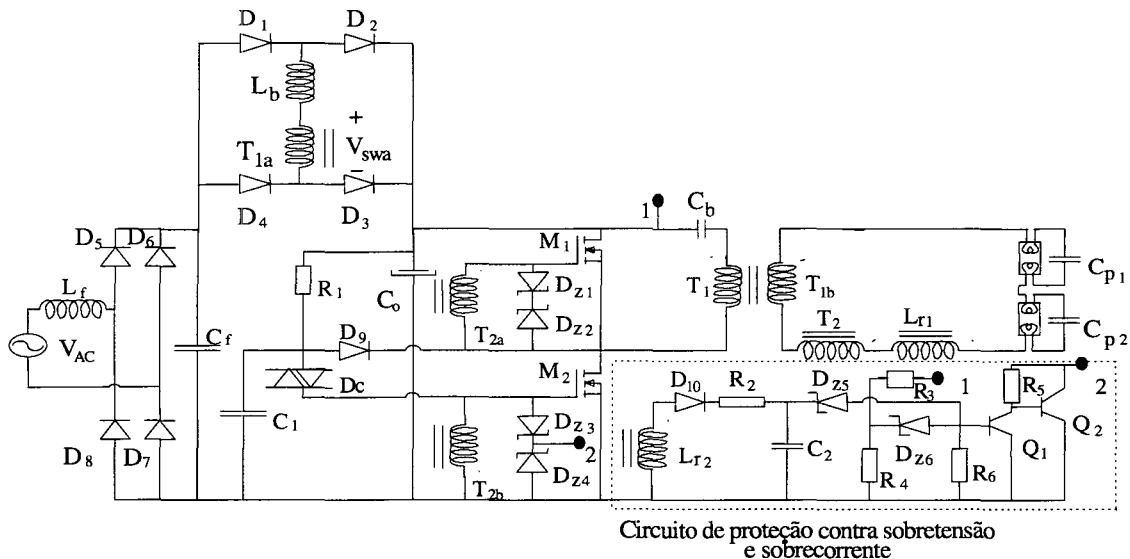 D1
D2
Lb
+
T1a
Vswa
−
D4
D3
1
Cb
D5
D6
M1
R1
Co
Dz1
Dz2
T1
T1b
Cp1
Lf
T2
Lr1
Cf
D9
T2a
Cp2
VAC
Dc
M2
D10
R2
Dz5
R3
1
R5
2
C1
Dz3
2
Q2
D8
D7
Lr2
C2
Dz6
Q1
T2b
Dz4
R4
R6
Circuito de proteção contra sobretensão
e sobrecorrente